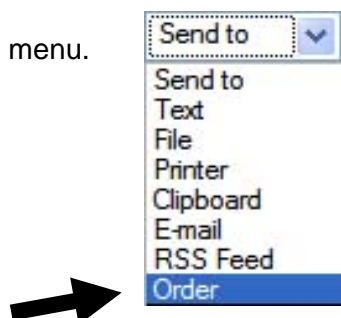 menu.
Send to
Send to
Text
File
Printer
Clipboard
E-mail
RSS Feed
Order